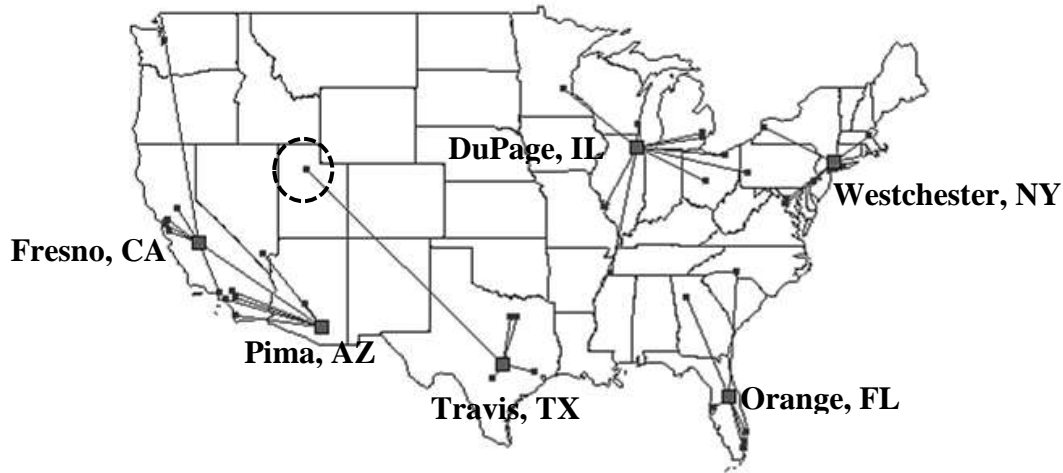 DuPage, IL
Westchester, NY
Fresno, CA
Pima, AZ
Travis, TX
Orange, FL